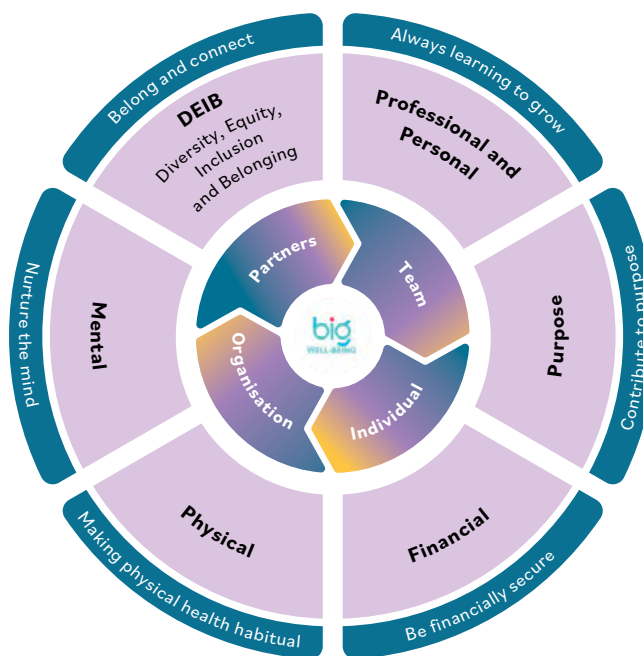 Belong and connect
DEIB
Diversity, Equity,
Inclusion
and Belonging
Always learning to grow
Professional and
Personal
Contribute to purpose
Purpose
Be financially secure
Financial
Making physical health habitual
Physical
Nurture the mind
Mental
Partners
Team
Individual
Organisation
big
WELL-BEING